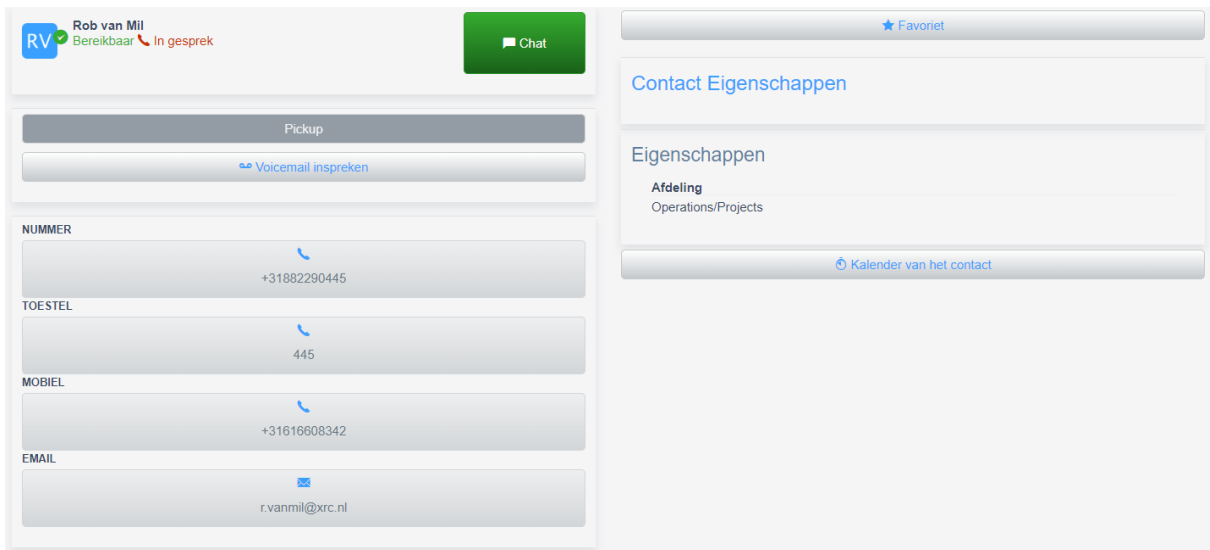 RV
Rob van Mil
Bereikbaar In gesprek
Chat
Pickup
Voicemail inspreken
NUMMER
+31882290445
TOESTEL
445
MOBIEL
+31616608342
EMAIL
r.vanmil@xrc.nl
Favoriet
Contact Eigenschappen
Eigenschappen
Afdeling
Operations/Projects
Kalender van het contact